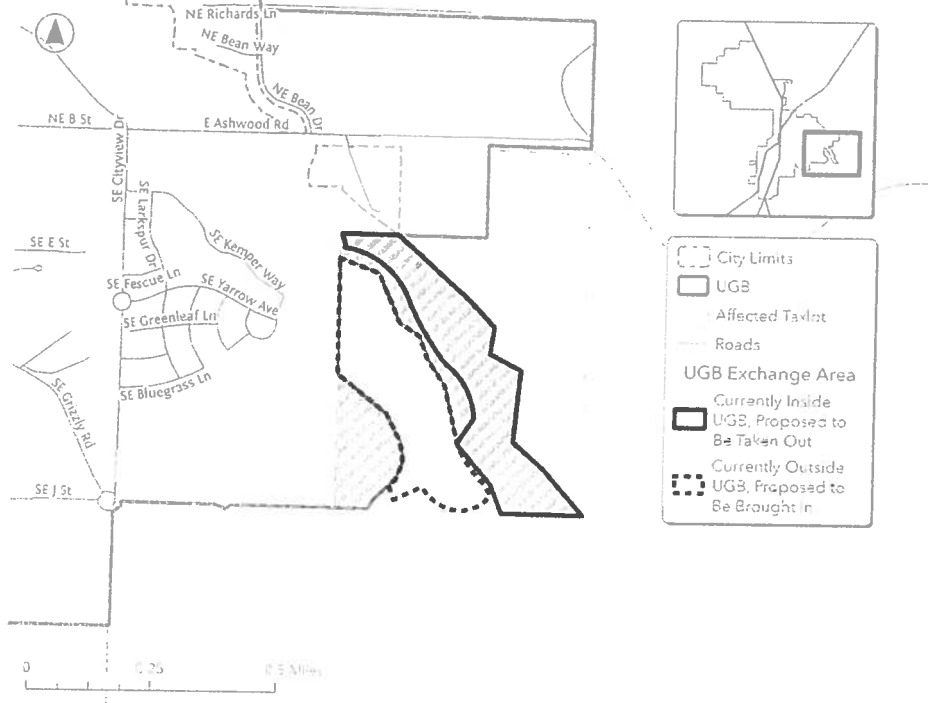 NE Richards Ln
NE Bean Way
NE Bean Dr
NE B St
E Ashwood Rd
SE Cityview Dr
SE Larkspur Dr
SE E St
SE Kemper Way
SE Fescue Ln
SE Yarrow Ave
SE Greenleaf Ln
SE Bluegrass Ln
SE Grizzly Rd
SE J St
City Limits
UGB
Affected Taxlot
Roads
UGB Exchange Area
Currently Inside
UGB, Proposed to
Be Taken Out
Currently Outside
UGB, Proposed to
Be Brought In
0
0.25
0.5 Miles